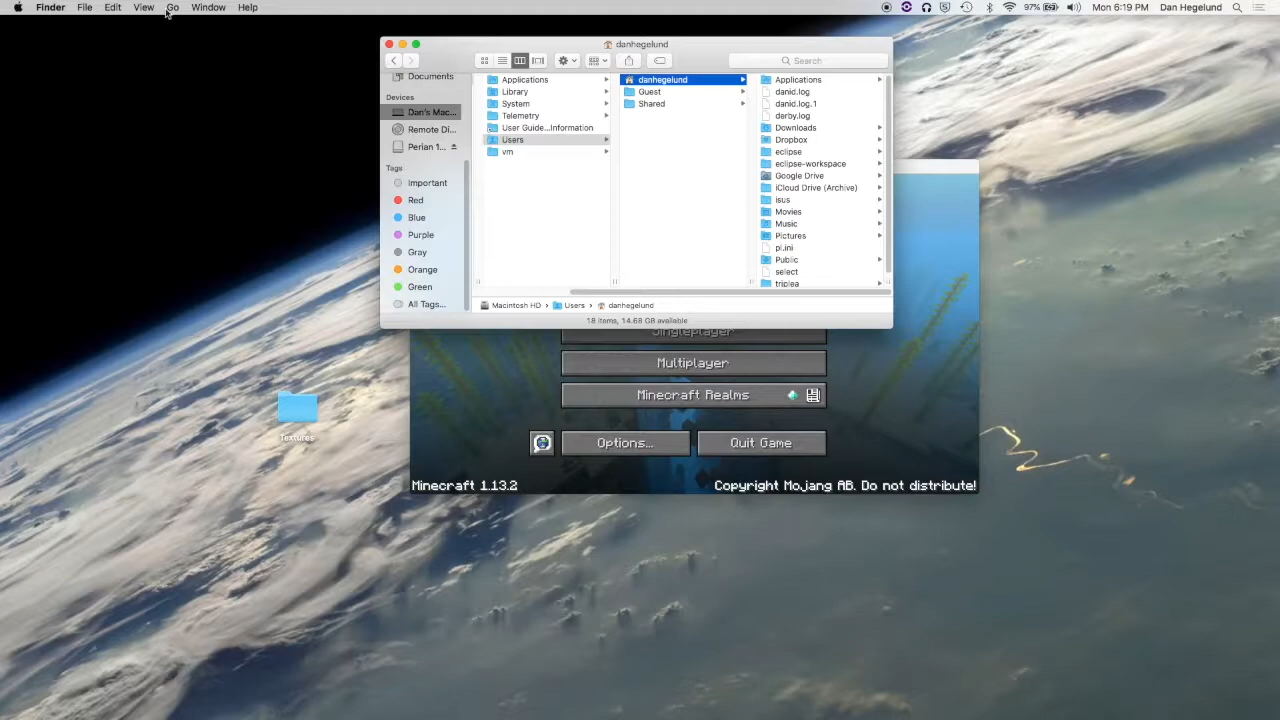 Finder File Edit View Go Window Help 97% Mon 6:19 PM Dan Hegelund
danhegelund
Search
Documents
Devices
Dan's Mac...
Remote Di...
Perian 1...
Tags
Important
Red
Blue
Purple
Gray
Orange
Green
All Tags...
Applications
Library
System
Telemetry
User Guide...Information
Users
vm
danhegelund
Guest
Shared
Applications
danid.log
danid.log.1
derby.log
Downloads
Dropbox
eclipse
eclipse-workspace
Google Drive
iCloud Drive (Archive)
isus
Movies
Music
Pictures
pi.ini
Public
select
triplea
Macintosh HD Users danhegelund
18 items, 14.68 GB available
Singleplayer
Multiplayer
Minecraft Realms
Options...
Quit Game
Minecraft 1.13.2
Copyright Mojang AB. Do not distribute!
Textures